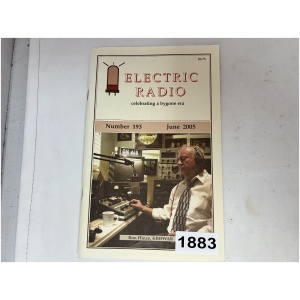 ELECTRIC
RADIO
celebrating a bygone era
Number 193 June 2005
1883